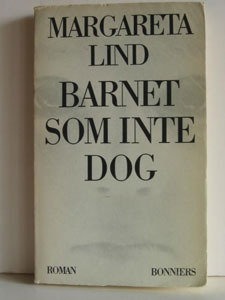 MARGARETA
LIND
BARNET
SOM INTE
DOG
ROMAN BONNIERS